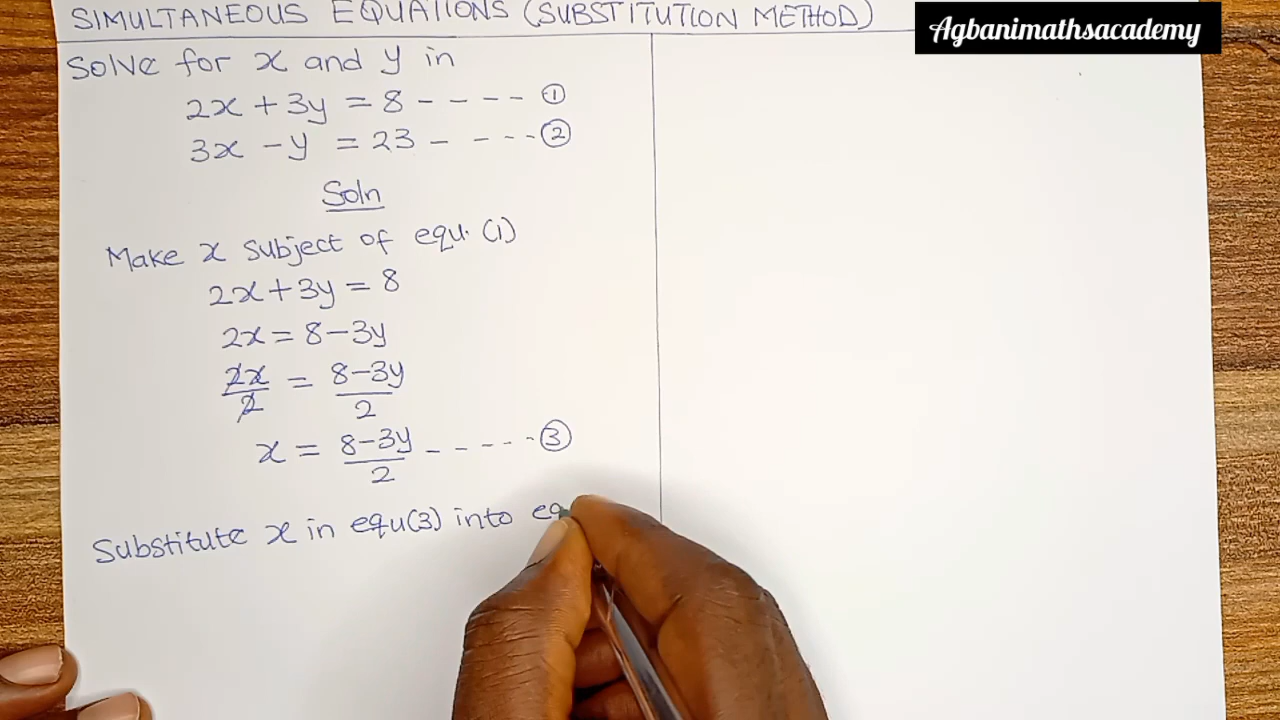 SIMULTANEOUS EQUATIONS (SUBSTITUTION METHOD)
Agbanimathsacademy
Solve for x and y in
2x + 3y = 8 - - - - ①
3x - y = 23 - - - - ②
Soln
Make x subject of equ. (1)
2x + 3y = 8
2x = 8 - 3y
2x/2 = 8-3y/2
x = 8-3y/2 - - - - - ③
Substitute x in equ(3) into eq